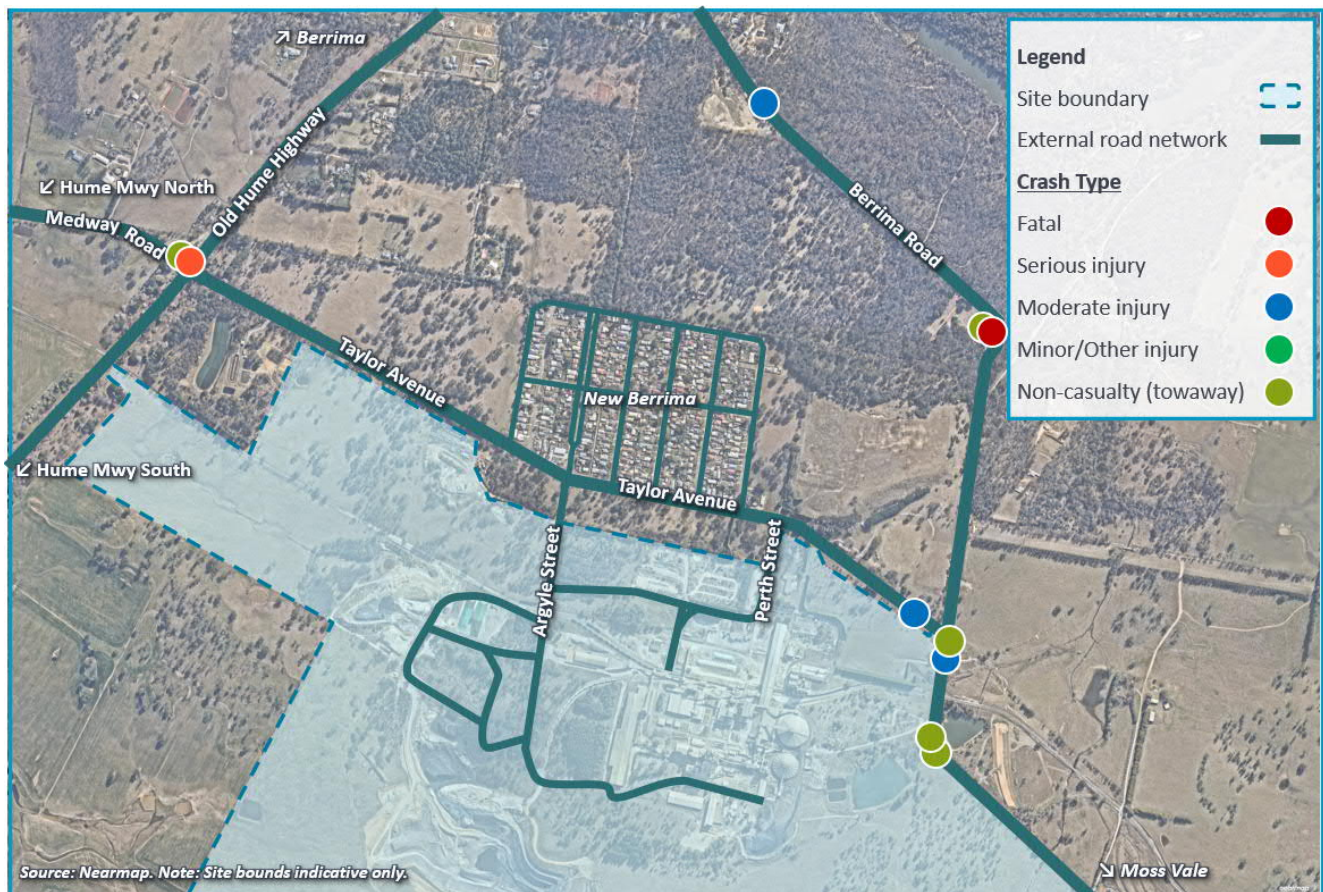 ↗ Berrima
↙ Hume Mwy North
Old Hume Highway
Medway Road
Berrima Road
Taylor Avenue
New Berrima
↙ Hume Mwy South
Taylor Avenue
Argyle Street
Perth Street
Source: Nearmap. Note: Site bounds indicative only.
↘ Moss Vale
nearmap
Legend
Site boundary
External road network
Crash Type
Fatal
Serious injury
Moderate injury
Minor/Other injury
Non-casualty (towaway)